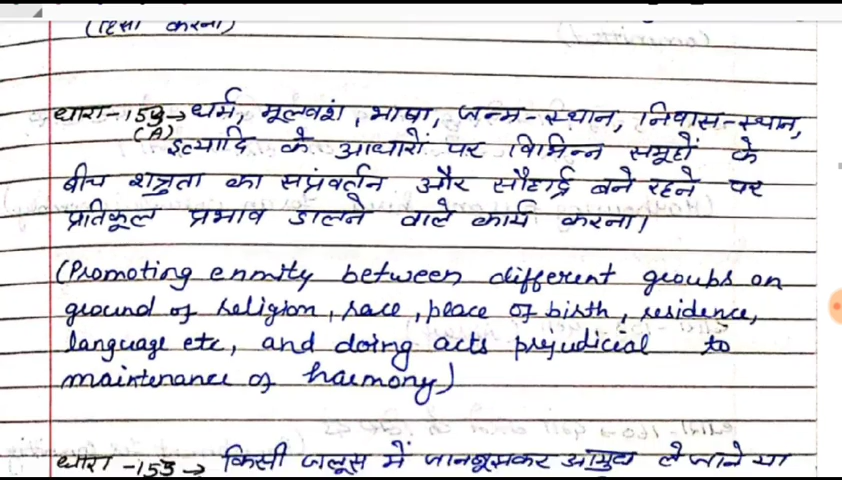 (हिंसा करना)
धारा-153→ धर्म, मूलवंश, भाषा, जन्म-स्थान, निवास-स्थान,
(A) इत्यादि के आधारों पर विभिन्न समूहों के
बीच शत्रुता का संप्रवर्तन और सौहार्द्र बने रहने पर
प्रतिकूल प्रभाव डालने वाले कार्य करना।
(Promoting enmity between different groups on
ground of religion, race, place of birth, residence,
language etc, and doing acts prejudicial to
maintenance of harmony)
धारा-153→ किसी जलूस में जानबूझकर आयुध ले जाने या